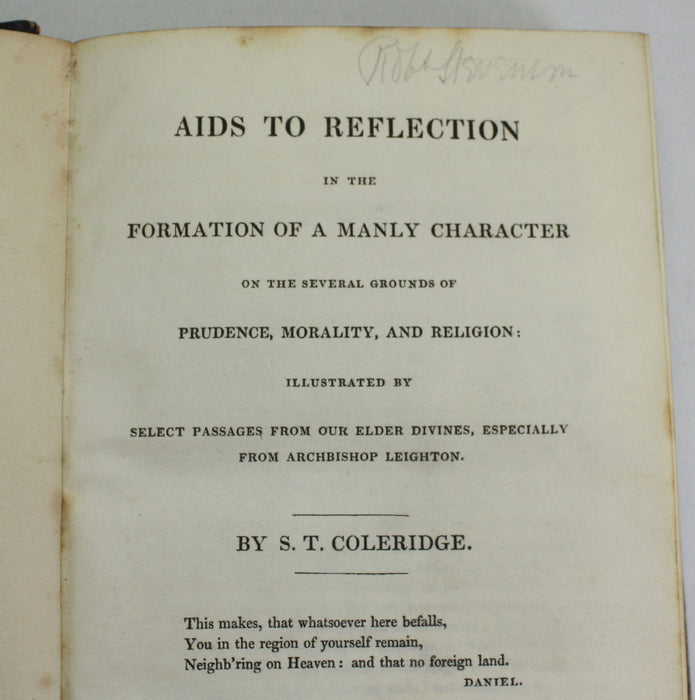 Robt Stevenson
AIDS TO REFLECTION
IN THE
FORMATION OF A MANLY CHARACTER
ON THE SEVERAL GROUNDS OF
PRUDENCE, MORALITY, AND RELIGION:
ILLUSTRATED BY
SELECT PASSAGES FROM OUR ELDER DIVINES, ESPECIALLY
FROM ARCHBISHOP LEIGHTON.
BY S. T. COLERIDGE.
This makes, that whatsoever here befalls,
You in the region of yourself remain,
Neighb'ring on Heaven: and that no foreign land.
DANIEL.